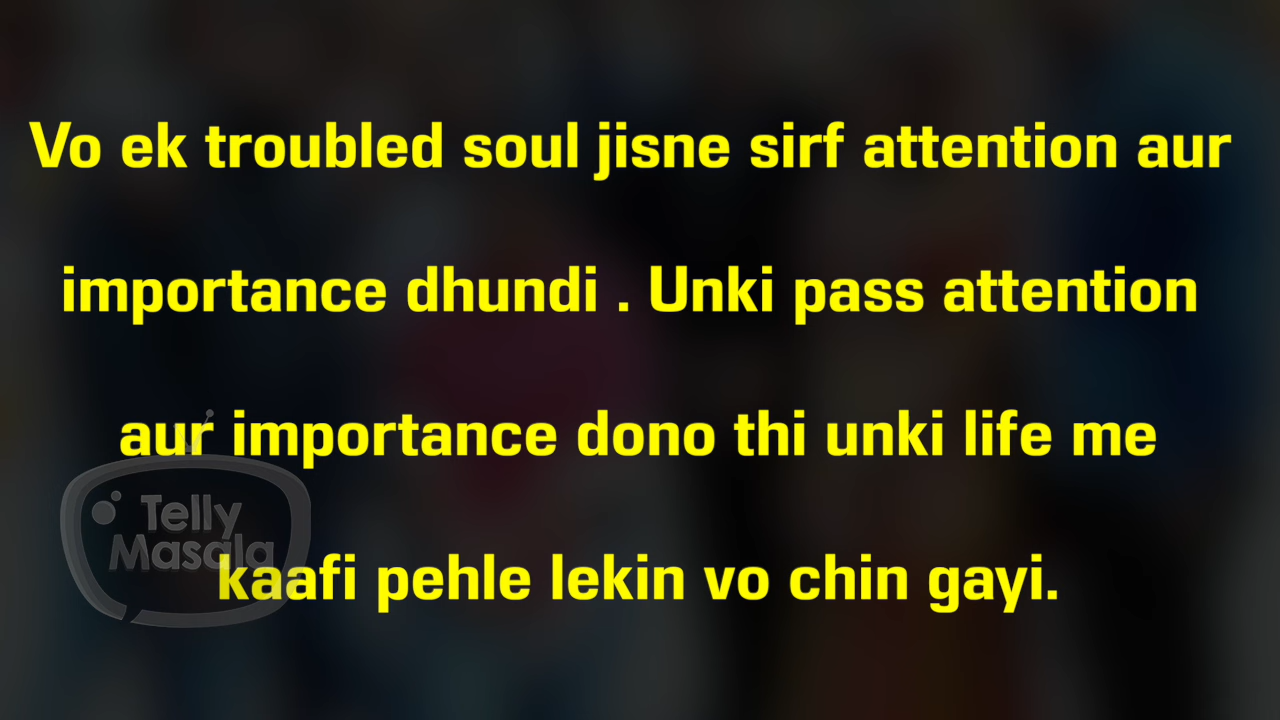 Vo ek troubled soul jisne sirf attention aur
importance dhundi . Unki pass attention
aur importance dono thi unki life me
kaafi pehle lekin vo chin gayi.
Telly
Masala